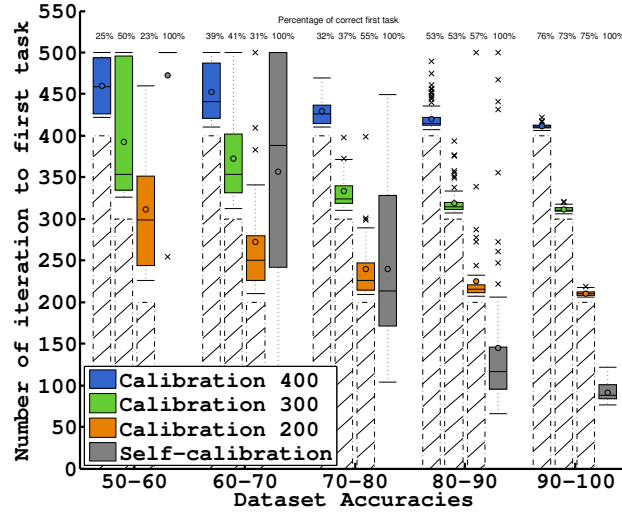 Percentage of correct first task
25% 50% 23% 100% 39% 41% 31% 100% 32% 37% 55% 100% 53% 53% 57% 100% 76% 73% 75% 100%
Number of iteration to first task
550
500
450
400
350
300
250
200
150
100
50
0
Calibration 400
Calibration 300
Calibration 200
Self-calibration
50-60 60-70 70-80 80-90 90-100
Dataset Accuracies